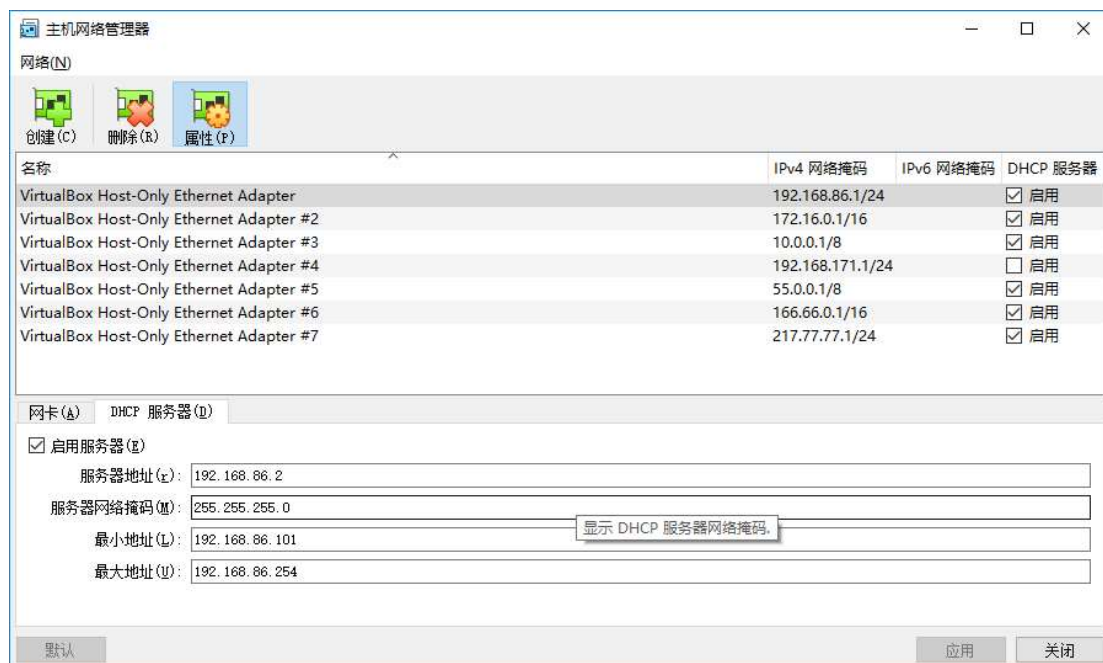 主机网络管理器
网络(N)
创建(C) 删除(R) 属性(P)
名称 IPv4 网络掩码 IPv6 网络掩码 DHCP 服务器
VirtualBox Host-Only Ethernet Adapter 192.168.86.1/24 启用
VirtualBox Host-Only Ethernet Adapter #2 172.16.0.1/16 启用
VirtualBox Host-Only Ethernet Adapter #3 10.0.0.1/8 启用
VirtualBox Host-Only Ethernet Adapter #4 192.168.171.1/24 启用
VirtualBox Host-Only Ethernet Adapter #5 55.0.0.1/8 启用
VirtualBox Host-Only Ethernet Adapter #6 166.66.0.1/16 启用
VirtualBox Host-Only Ethernet Adapter #7 217.77.77.1/24 启用
网卡(A) DHCP 服务器(D)
启用服务器(E)
服务器地址(r): 192.168.86.2
服务器网络掩码(M): 255.255.255.0
显示 DHCP 服务器网络掩码.
最小地址(L): 192.168.86.101
最大地址(U): 192.168.86.254
默认 应用 关闭